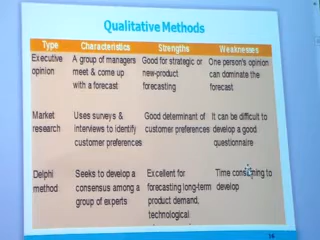 Qualitative Methods
Type Characteristics Strengths Weaknesses
Executive A group of managers Good for strategic or One person's opinion
opinion meet & come up new-product can dominate the
with a forecast forecasting forecast
Market Uses surveys & Good determinant of It can be difficult to
research interviews to identify customer preferences develop a good
customer preferences questionnaire
Delphi Seeks to develop a Excellent for Time consuming to
method consensus among a forecasting long-term develop
group of experts product demand,
technological